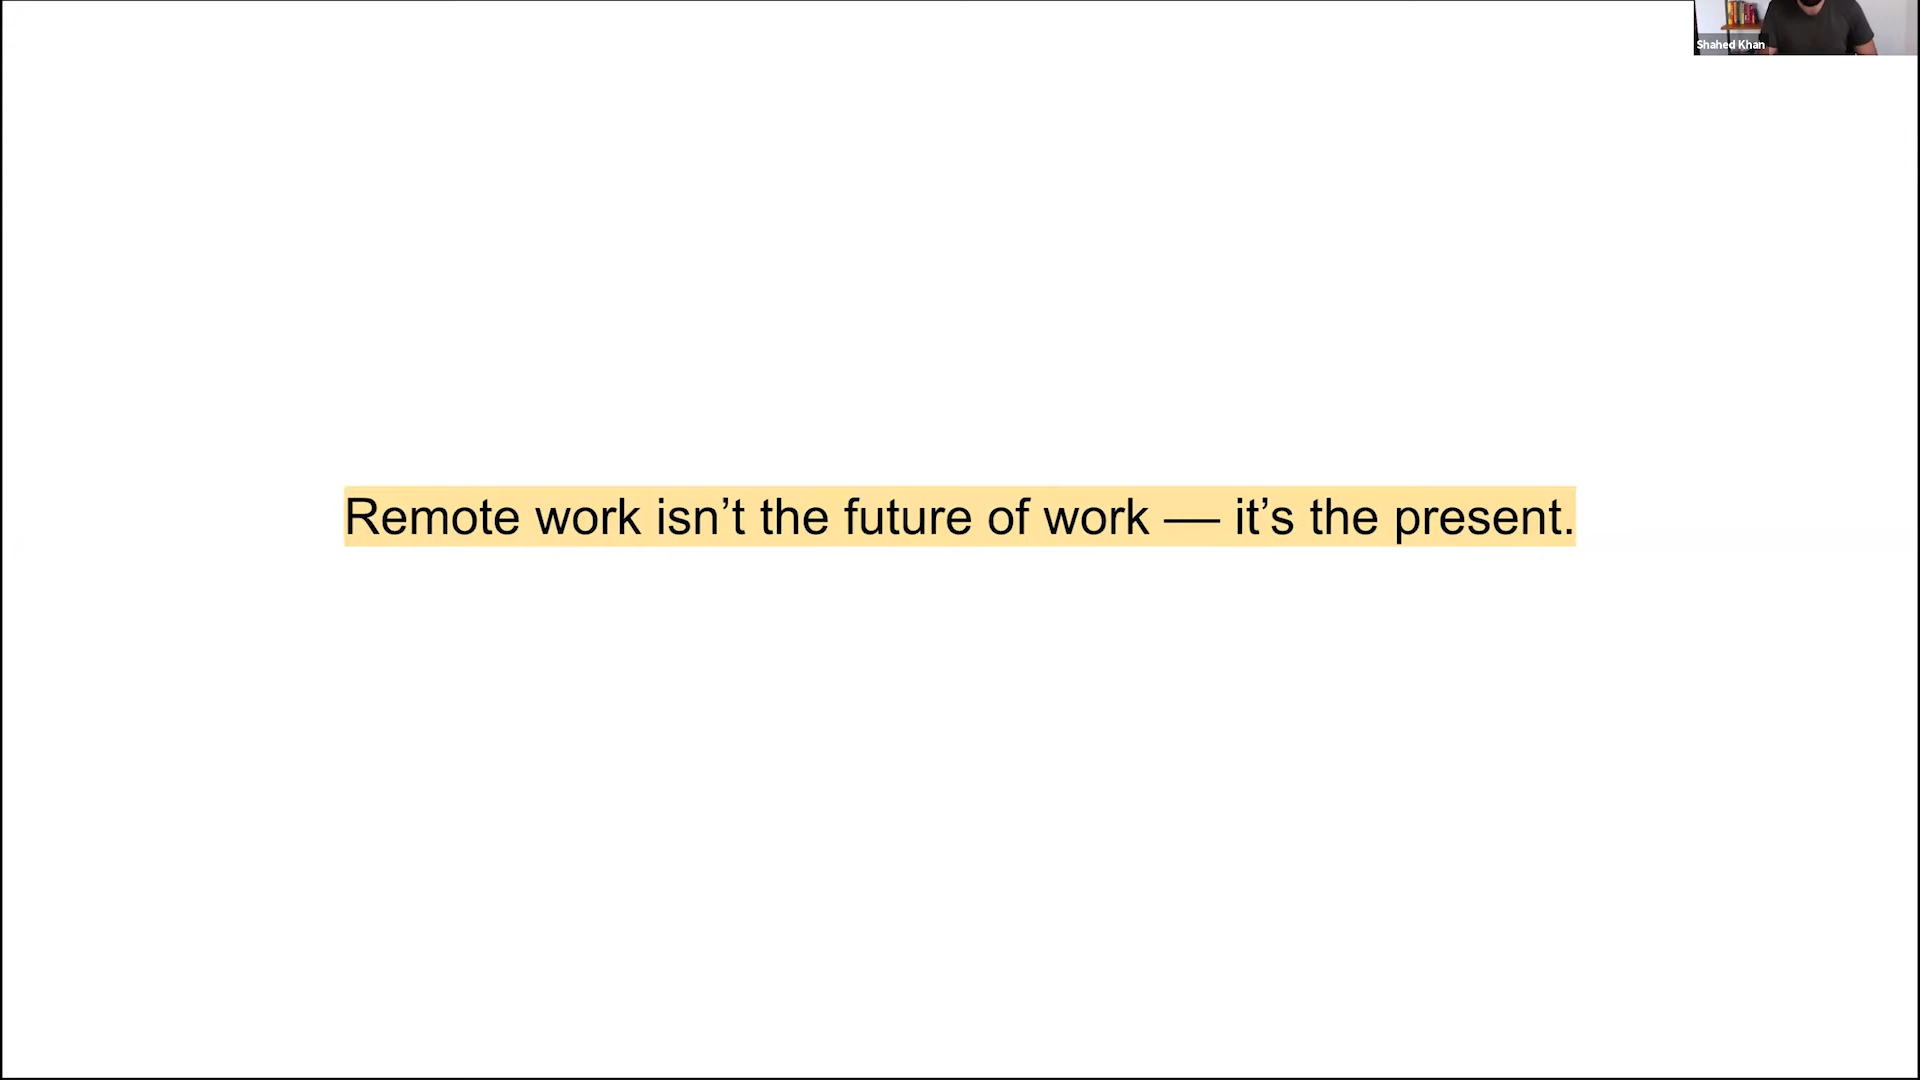 Shahed Khan
Remote work isn’t the future of work — it’s the present.